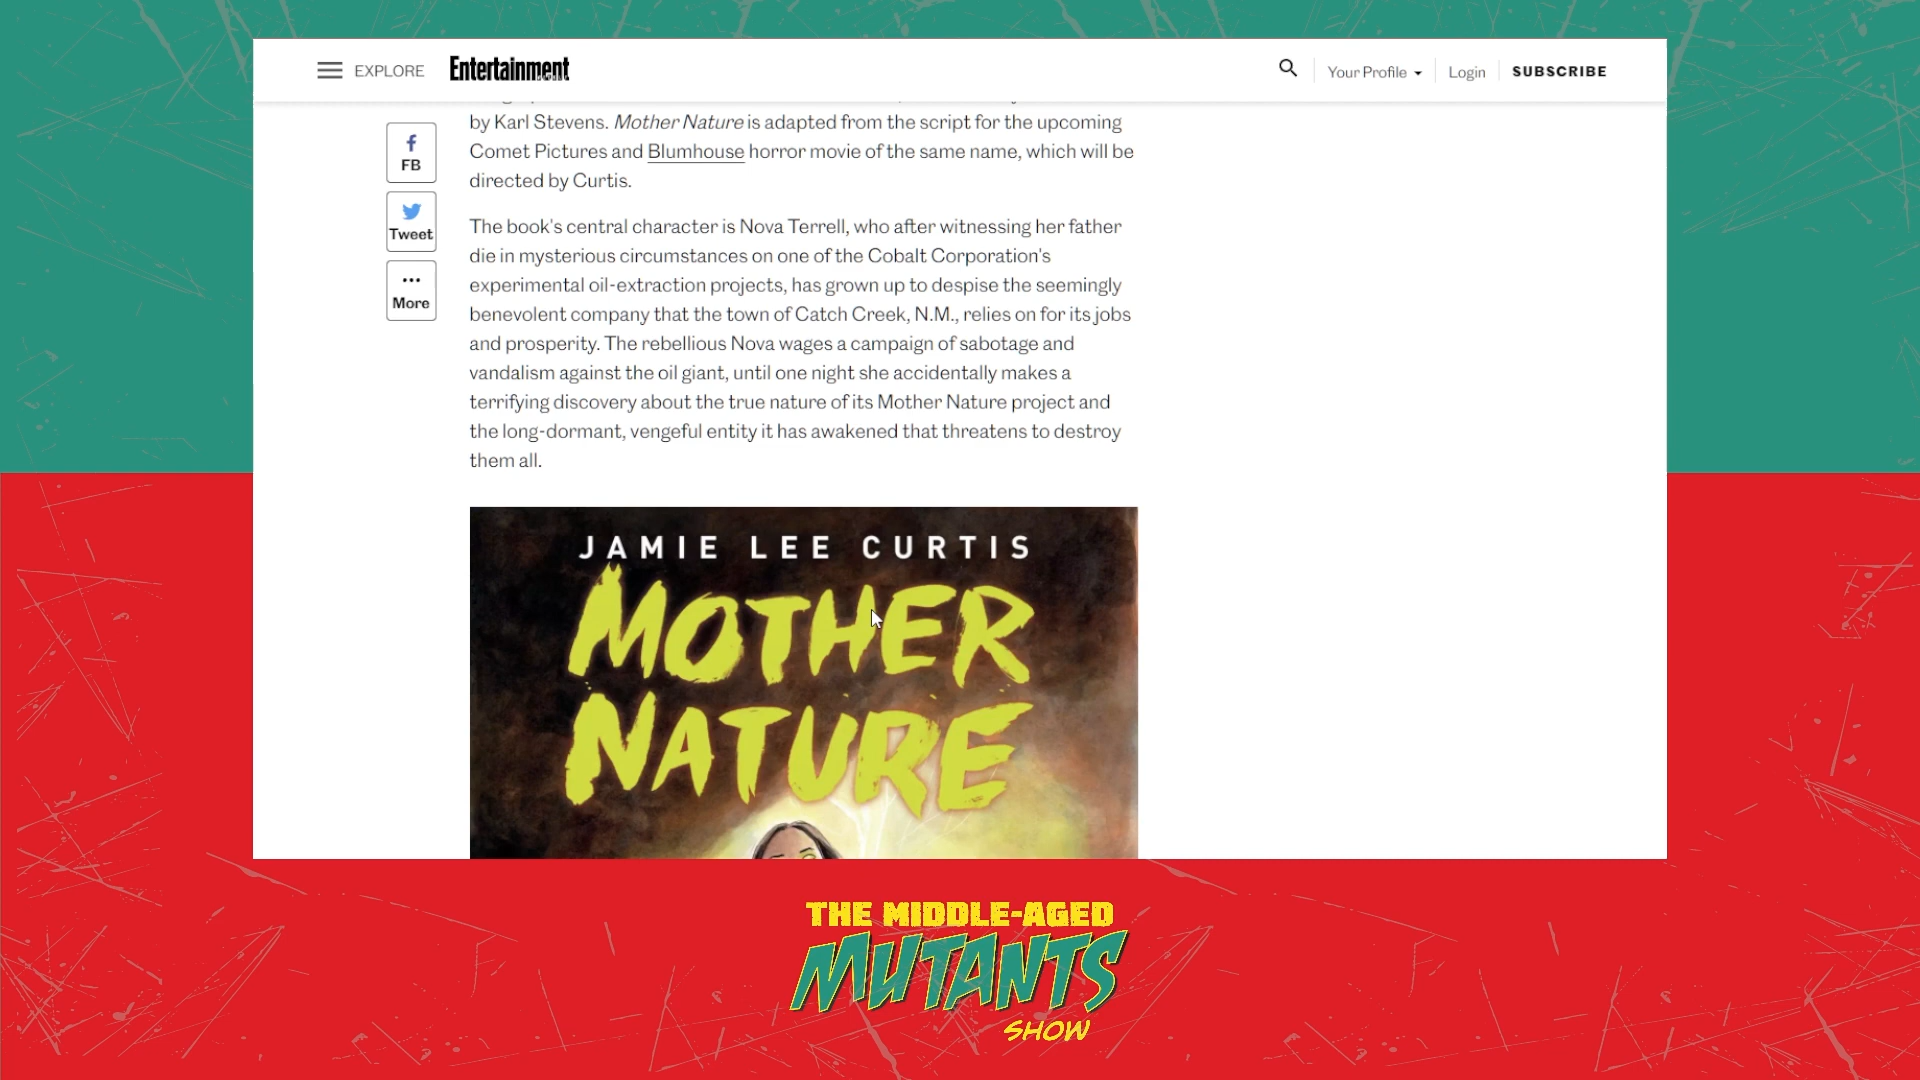 EXPLORE
Entertainment
Your Profile
Login
SUBSCRIBE
FB
Tweet
More
by Karl Stevens. Mother Nature is adapted from the script for the upcoming
Comet Pictures and Blumhouse horror movie of the same name, which will be
directed by Curtis.
The book's central character is Nova Terrell, who after witnessing her father
die in mysterious circumstances on one of the Cobalt Corporation's
experimental oil-extraction projects, has grown up to despise the seemingly
benevolent company that the town of Catch Creek, N.M., relies on for its jobs
and prosperity. The rebellious Nova wages a campaign of sabotage and
vandalism against the oil giant, until one night she accidentally makes a
terrifying discovery about the true nature of its Mother Nature project and
the long-dormant, vengeful entity it has awakened that threatens to destroy
them all.
JAMIE LEE CURTIS
MOTHER
NATURE
THE MIDDLE-AGED
MUTANTS
SHOW